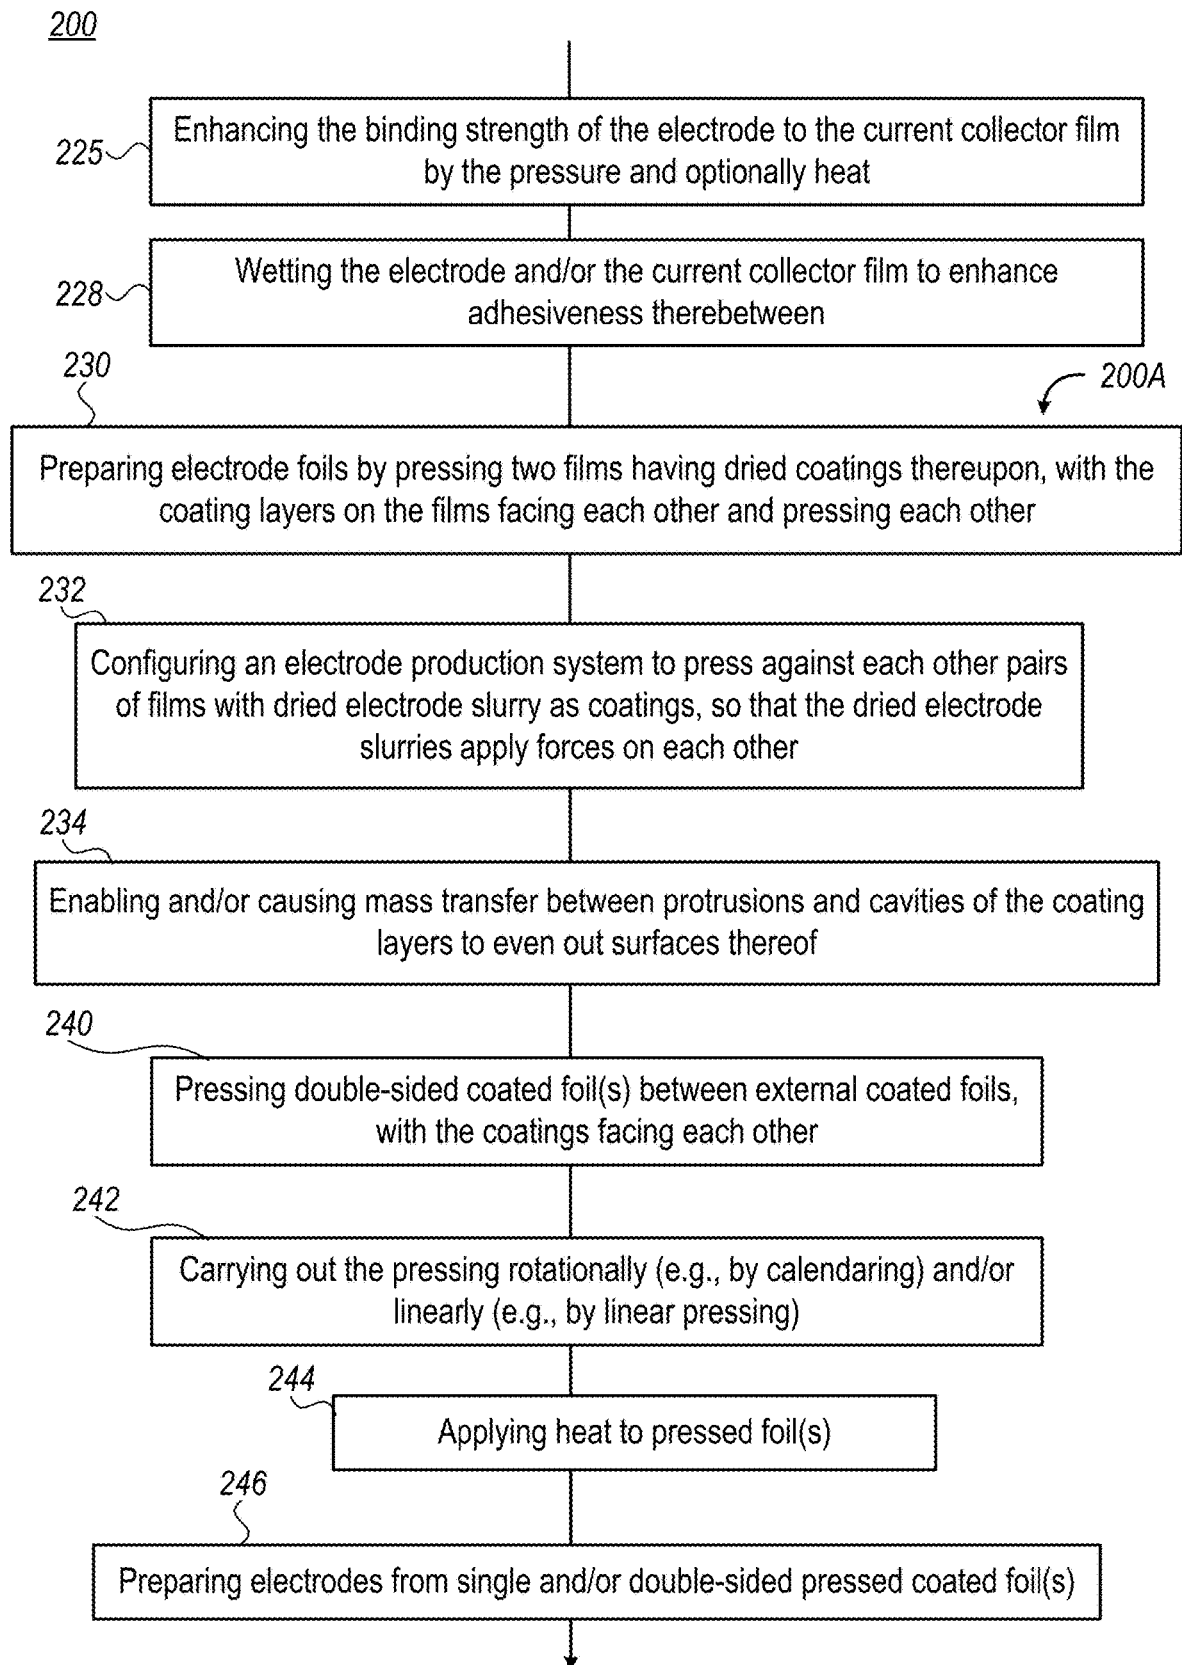 200
Enhancing the binding strength of the electrode to the current collector film
by the pressure and optionally heat
225
Wetting the electrode and/or the current collector film to enhance
adhesiveness therebetween
228
230
200A
Preparing electrode foils by pressing two films having dried coatings thereupon, with the
coating layers on the films facing each other and pressing each other
232
Configuring an electrode production system to press against each other pairs
of films with dried electrode slurry as coatings, so that the dried electrode
slurries apply forces on each other
234
Enabling and/or causing mass transfer between protrusions and cavities of the coating
layers to even out surfaces thereof
240
Pressing double-sided coated foil(s) between external coated foils,
with the coatings facing each other
242
Carrying out the pressing rotationally (e.g., by calendaring) and/or
linearly (e.g., by linear pressing)
244
Applying heat to pressed foil(s)
246
Preparing electrodes from single and/or double-sided pressed coated foil(s)